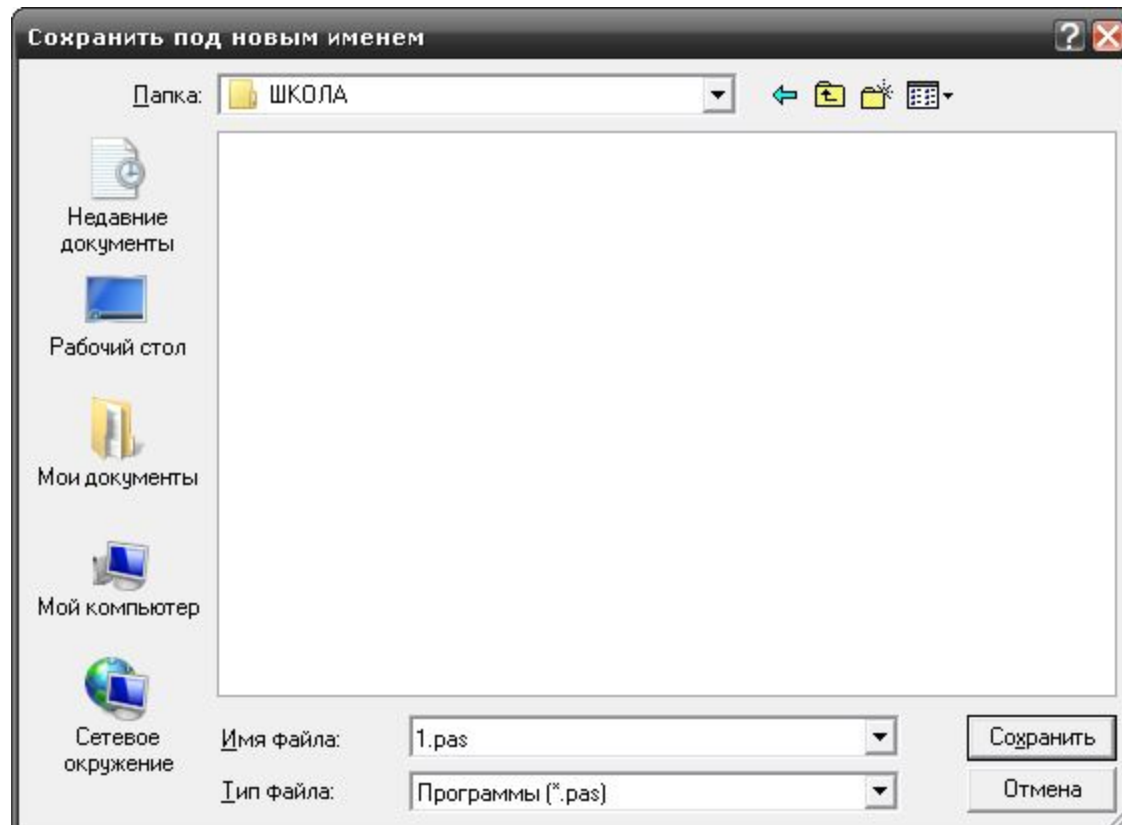 Сохранить под новым именем
Папка:
ШКОЛА
Недавние
документы
Рабочий стол
Мои документы
Мой компьютер
Сетевое
окружение
Имя файла:
1.pas
Сохранить
Тип файла:
Программы (*.pas)
Отмена